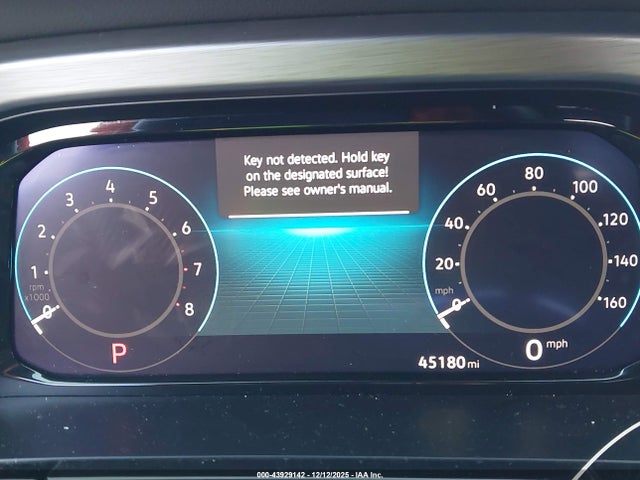 Key not detected. Hold key
on the designated surface!
Please see owner's manual.
0
1
2
3
4
5
6
7
8
rpm
x1000
P
0
20
40
60
80
100
120
140
160
mph
0 mph
45180 mi
000-43929142 - 12/12/2025 - IAA Inc.